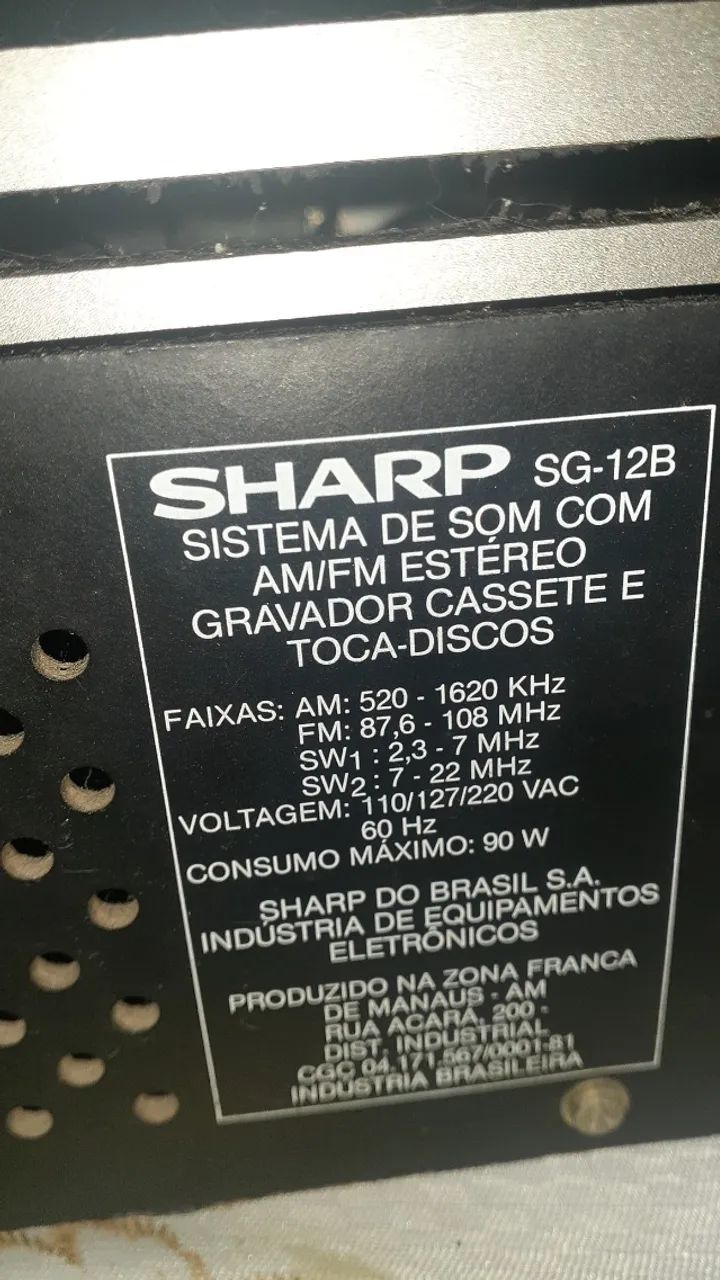 SHARP SG-12B
SISTEMA DE SOM COM
AM/FM ESTÉREO
GRAVADOR CASSETE E
TOCA-DISCOS
FAIXAS: AM: 520 - 1620 KHz
FM: 87,6 - 108 MHz
SW1 : 2,3 - 7 MHz
SW2 : 7 - 22 MHz
VOLTAGEM: 110/127/220 VAC
60 Hz
CONSUMO MÁXIMO: 90 W
SHARP DO BRASIL S.A.
INDÚSTRIA DE EQUIPAMENTOS
ELETRÔNICOS
PRODUZIDO NA ZONA FRANCA
DE MANAUS - AM
RUA ACARÁ, 200 -
DIST. INDUSTRIAL
CGC 04.171.567/0001-81
INDÚSTRIA BRASILEIRA